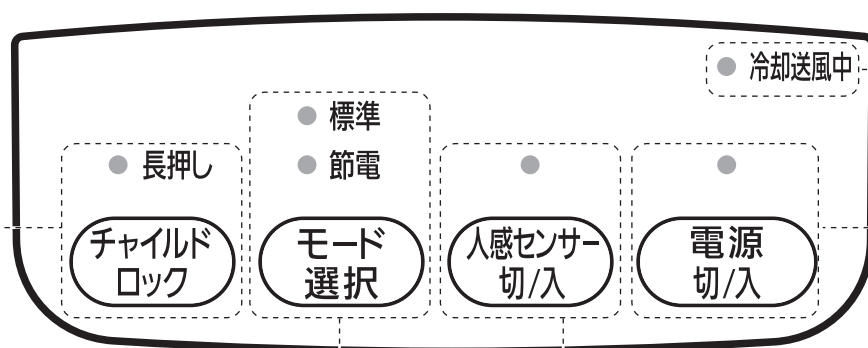 冷却送風中
標準
節電
長押し
チャイルド
ロック
モード
選択
人感センサー
切/入
電源
切/入